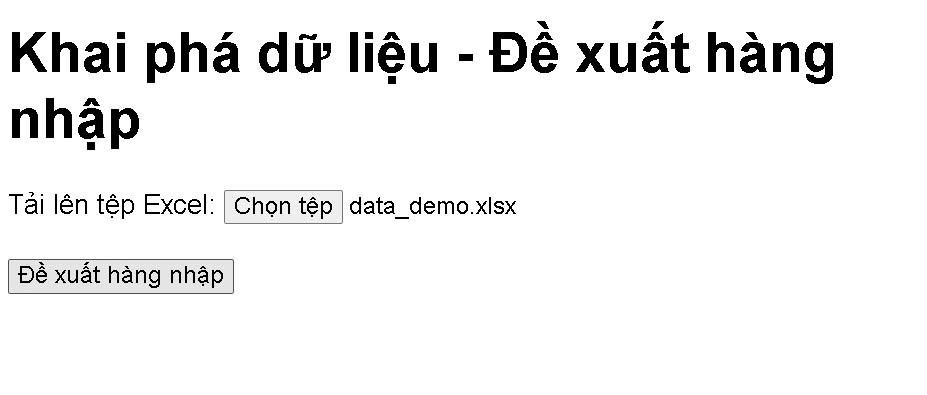 Khai phá dữ liệu - Đề xuất hàng
nhập
Tải lên tệp Excel: Chọn tệp data_demo.xlsx
Đề xuất hàng nhập